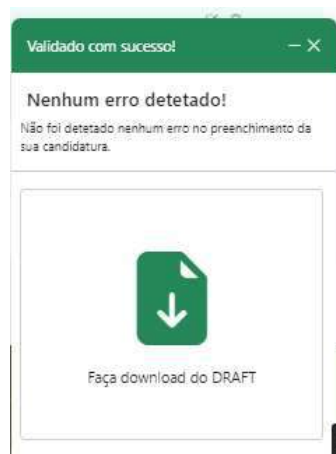 Validado com sucesso!
Nenhum erro detetado!
Não foi detetado nenhum erro no preenchimento da
sua candidatura.
Faça download do DRAFT